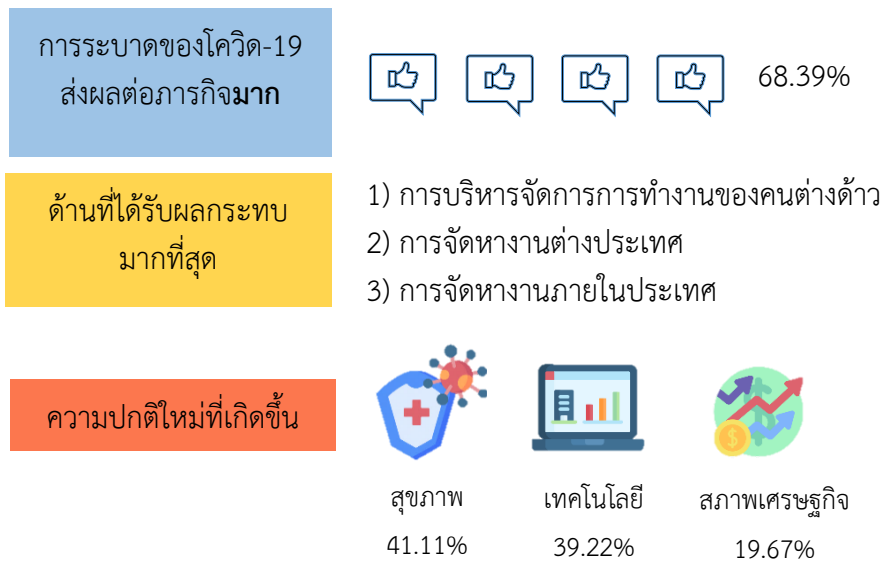 การระบาดของโควิด-19
ส่งผลต่อภารกิจมาก
68.39%
ด้านที่ได้รับผลกระทบ
มากที่สุด
1) การบริหารจัดการการทำงานของคนต่างด้าว
2) การจัดหางานต่างประเทศ
3) การจัดหางานภายในประเทศ
ความปกติใหม่ที่เกิดขึ้น
สุขภาพ
41.11%
เทคโนโลยี
39.22%
สภาพเศรษฐกิจ
19.67%